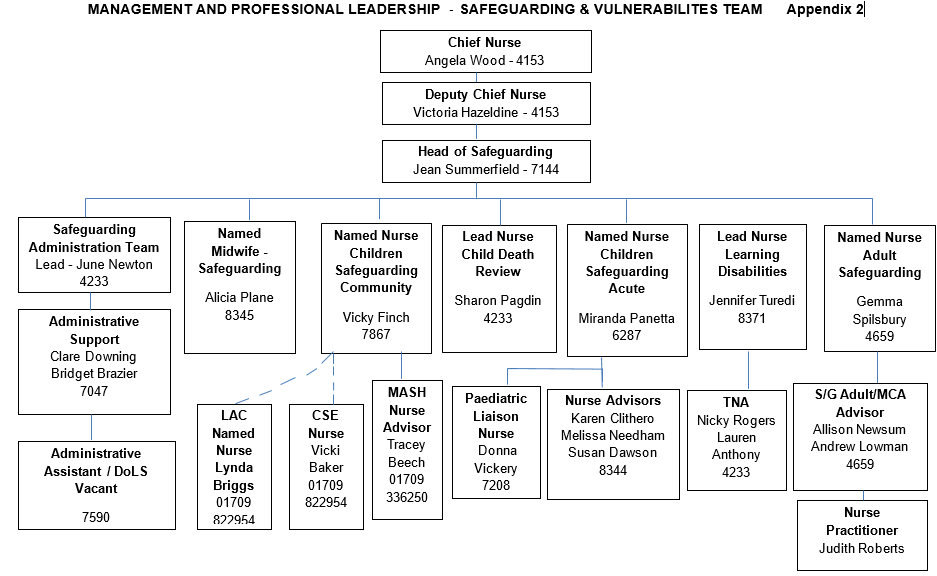 MANAGEMENT AND PROFESSIONAL LEADERSHIP - SAFEGUARDING & VULNERABILITES TEAM Appendix 2
Chief Nurse
Angela Wood - 4153
Deputy Chief Nurse
Victoria Hazeldine - 4153
Head of Safeguarding
Jean Summerfield - 7144
Safeguarding
Administration Team
Lead - June Newton
4233
Named
Midwife -
Safeguarding
Alicia Plane
8345
Named Nurse
Children
Safeguarding
Community
Vicky Finch
7867
Lead Nurse
Child Death
Review
Sharon Pagdin
4233
Named Nurse
Children
Safeguarding
Acute
Miranda Panetta
6287
Lead Nurse
Learning
Disabilities
Jennifer Turedi
8371
Named Nurse
Adult
Safeguarding
Gemma
Spilsbury
4659
Administrative
Support
Clare Downing
Bridget Brazier
7047
Administrative
Assistant / DoLS
Vacant
7590
LAC
Named
Nurse
Lynda
Briggs
01709
822954
CSE
Nurse
Vicki
Baker
01709
822954
MASH
Nurse
Advisor
Tracey
Beech
01709
336250
Paediatric
Liaison
Nurse
Donna
Vickery
7208
Nurse Advisors
Karen Clithero
Melissa Needham
Susan Dawson
8344
TNA
Nicky Rogers
Lauren
Anthony
4233
S/G Adult/MCA
Advisor
Allison Newsum
Andrew Lowman
4659
Nurse
Practitioner
Judith Roberts